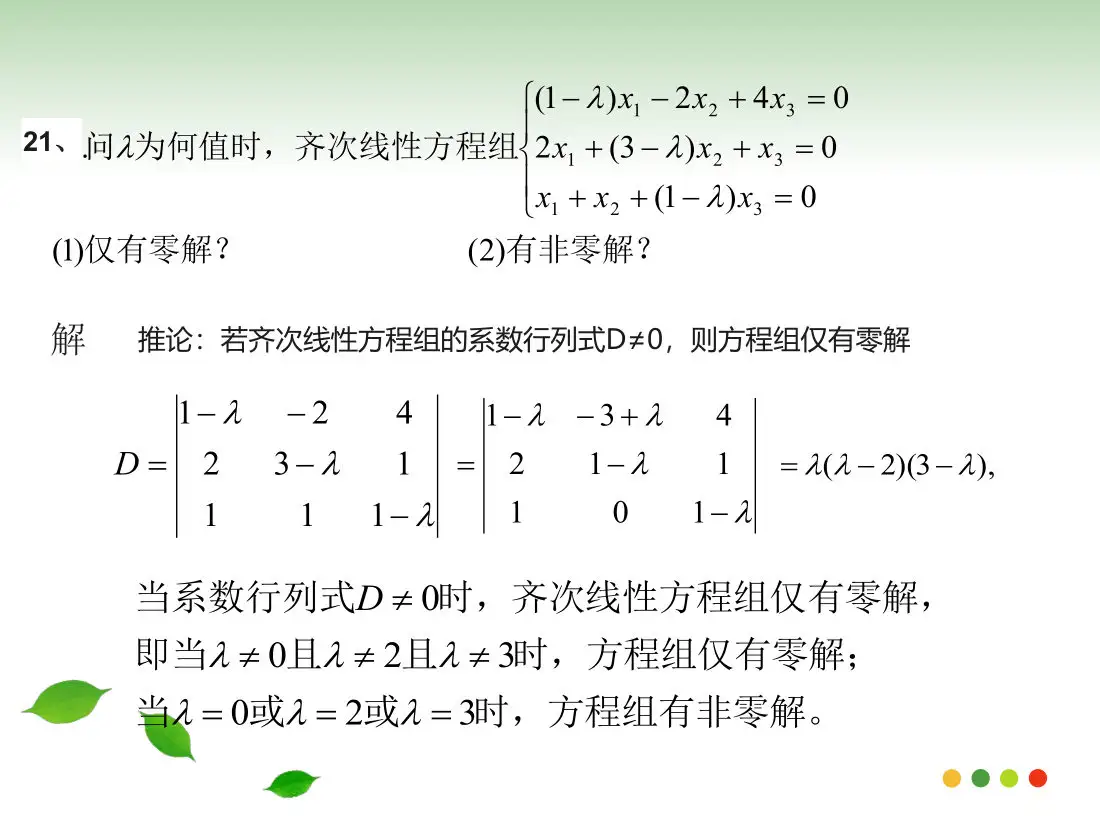 21、.问λ为何值时，齐次线性方程组{(1−λ)x₁−2x₂+4x₃=0
2x₁+(3−λ)x₂+x₃=0
x₁+x₂+(1−λ)x₃=0
(1)仅有零解？ (2)有非零解？
解 推论：若齐次线性方程组的系数行列式D≠0，则方程组仅有零解
1−λ −2 4 1−λ −3+λ 4
D= 2 3−λ 1 = 2 1−λ 1 =λ(λ−2)(3−λ),
1 1 1−λ 1 0 1−λ
当系数行列式D≠0时，齐次线性方程组仅有零解，
即当λ≠0且λ≠2且λ≠3时，方程组仅有零解；
当λ=0或λ=2或λ=3时，方程组有非零解。